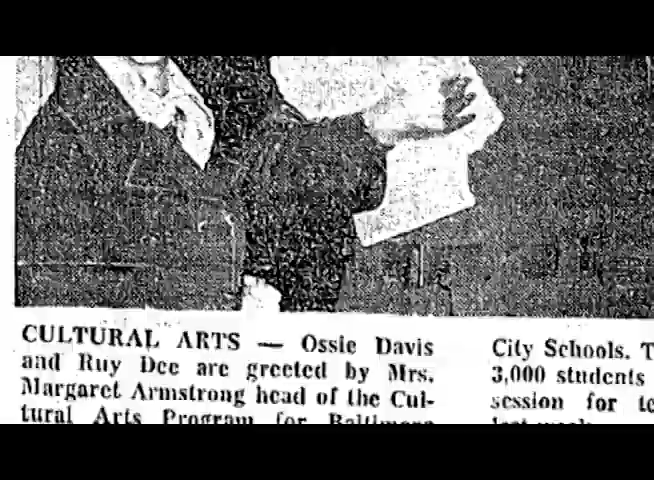 CULTURAL ARTS — Ossie Davis
and Ruy Dee are greeted by Mrs.
Margaret Armstrong head of the Cul-
tural Arts Program for Baltimore
City Schools. T
3,000 students
session for te
last week